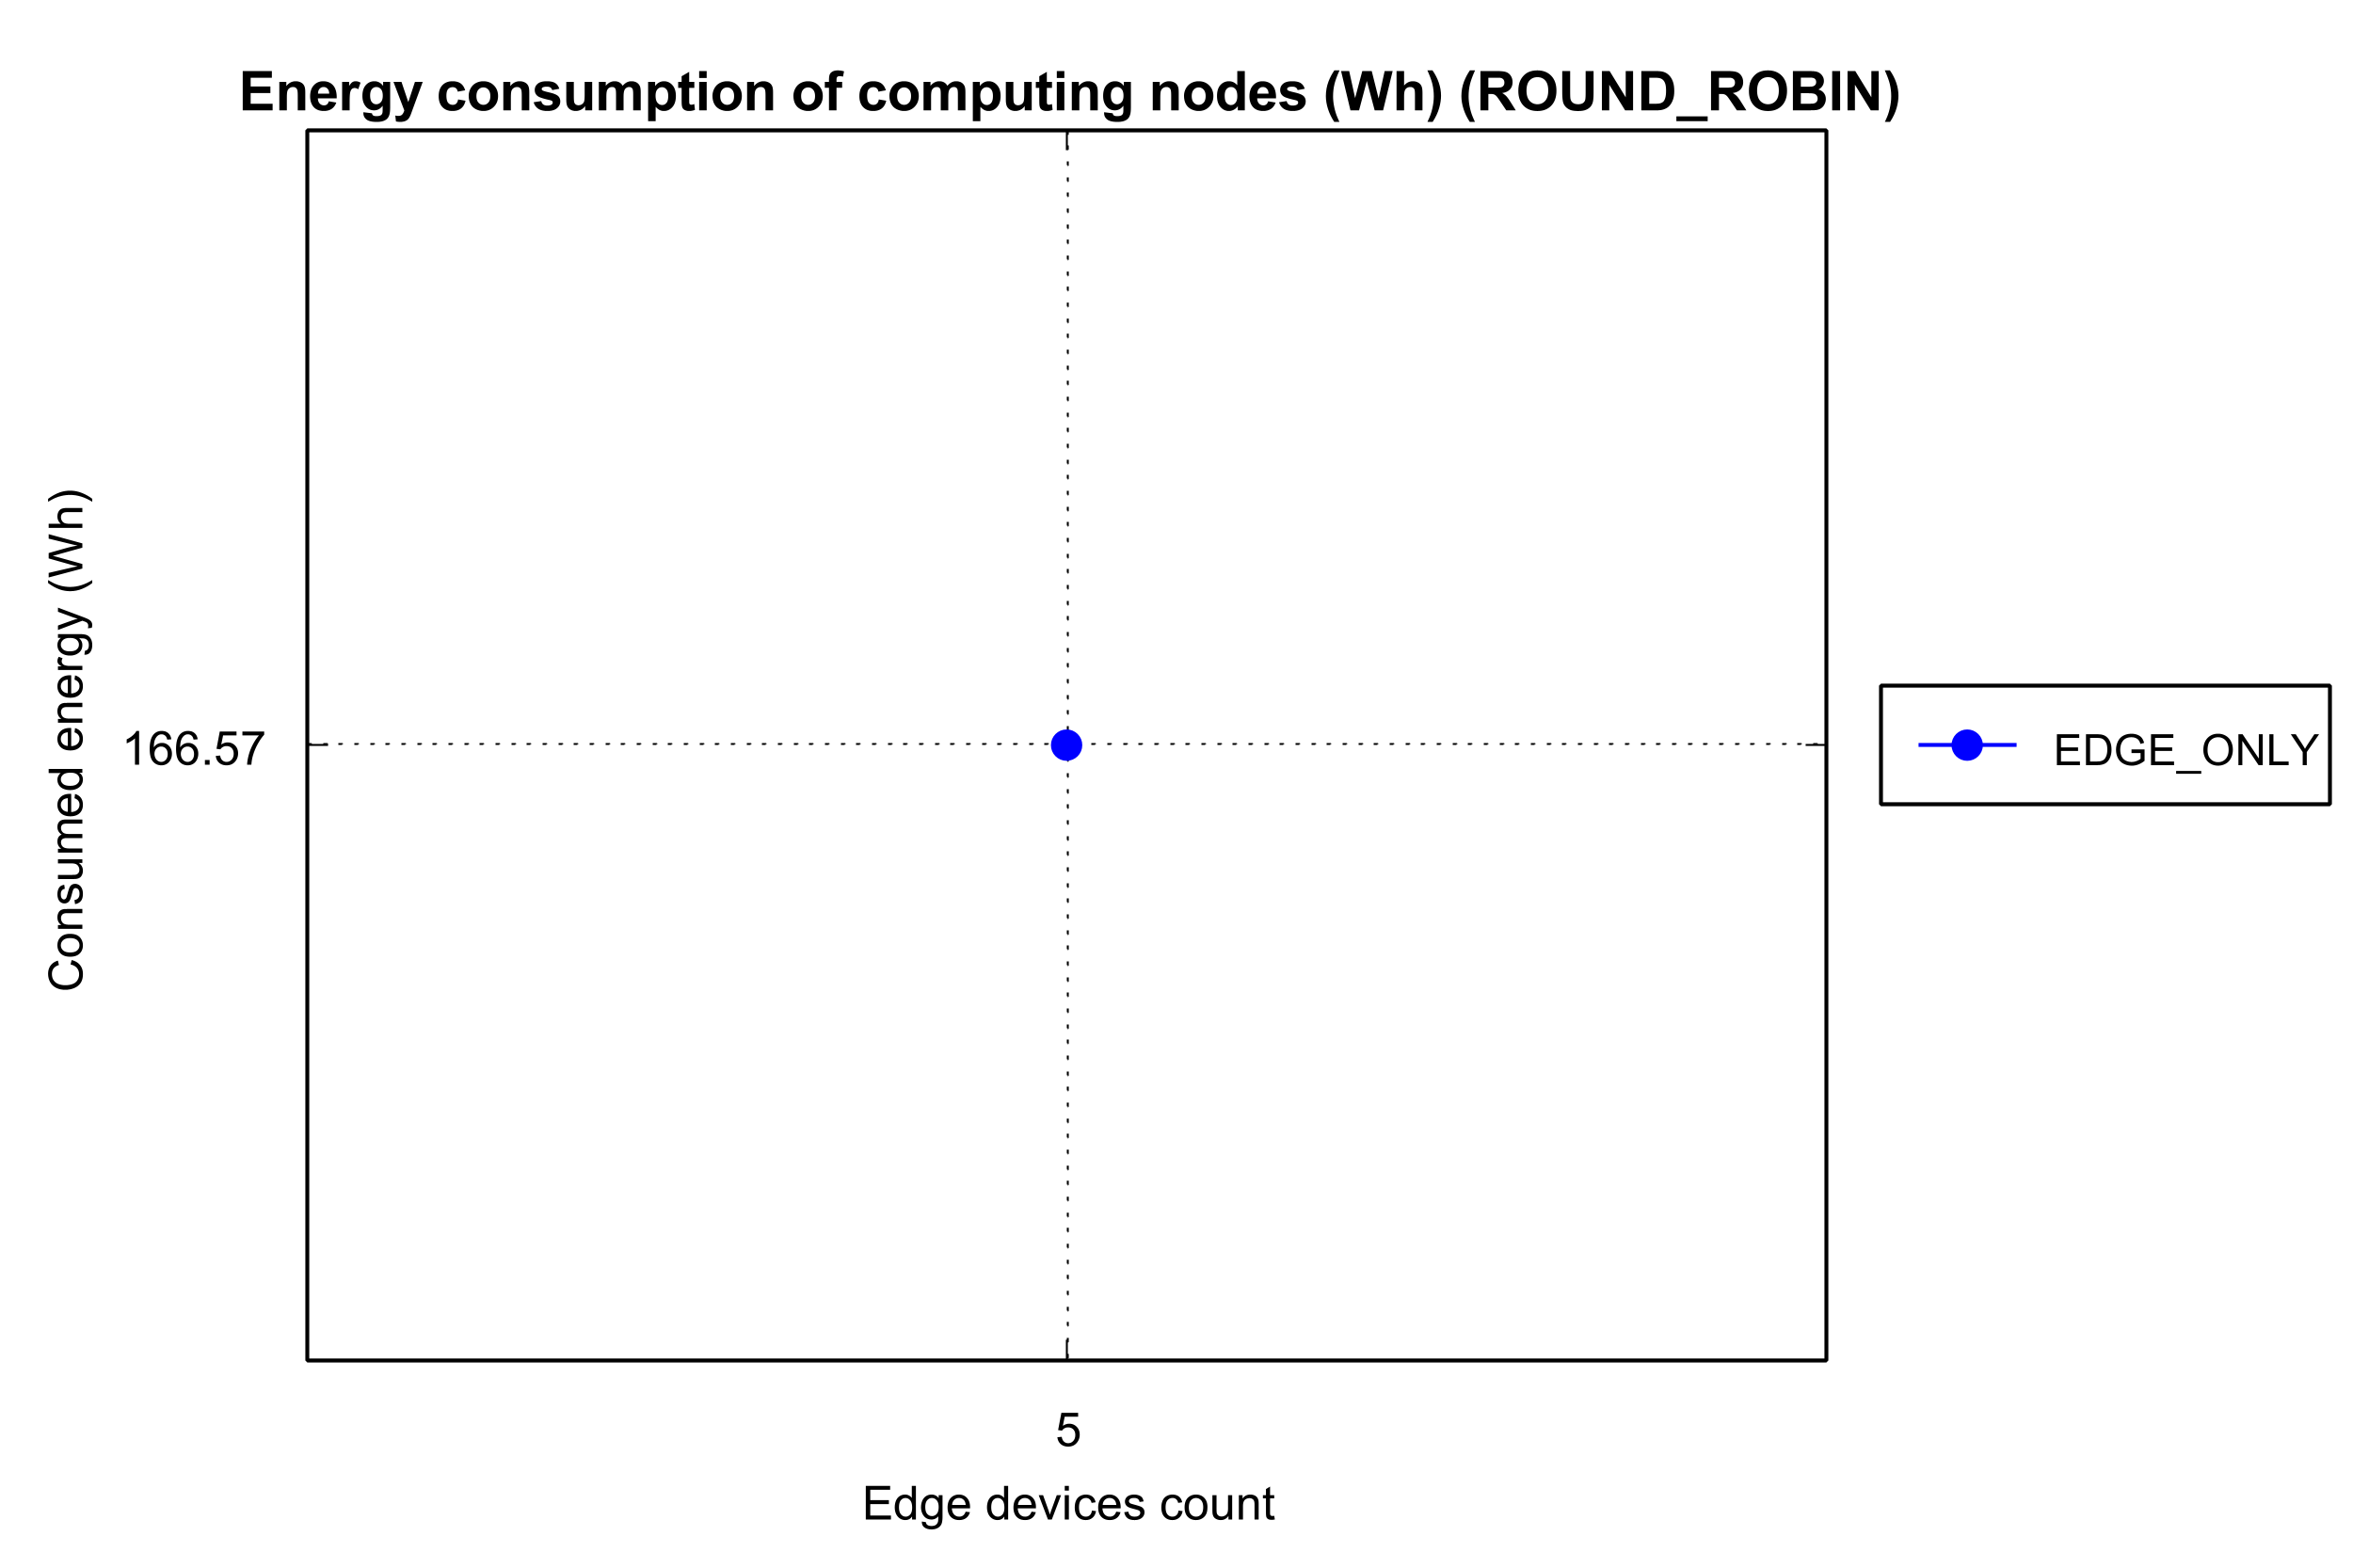 Energy consumption of computing nodes (Wh) (ROUND_ROBIN)
Consumed energy (Wh)
166.57
EDGE_ONLY
5
Edge devices count